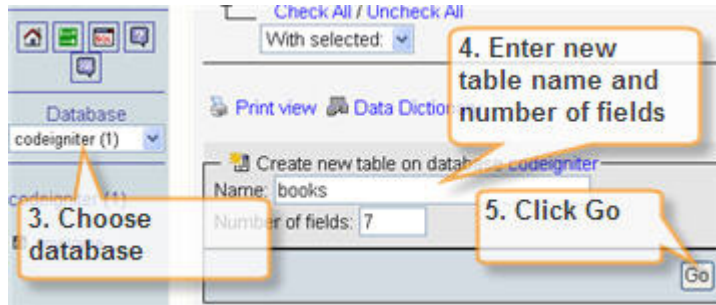 Check All / Uncheck All
With selected:
4. Enter new
table name and
number of fields
Print view Data Dictionary
Database
codeigniter (1)
Create new table on database codeigniter
Name: books
codeigniter (1)
3. Choose
database
Number of fields: 7
5. Click Go
Go